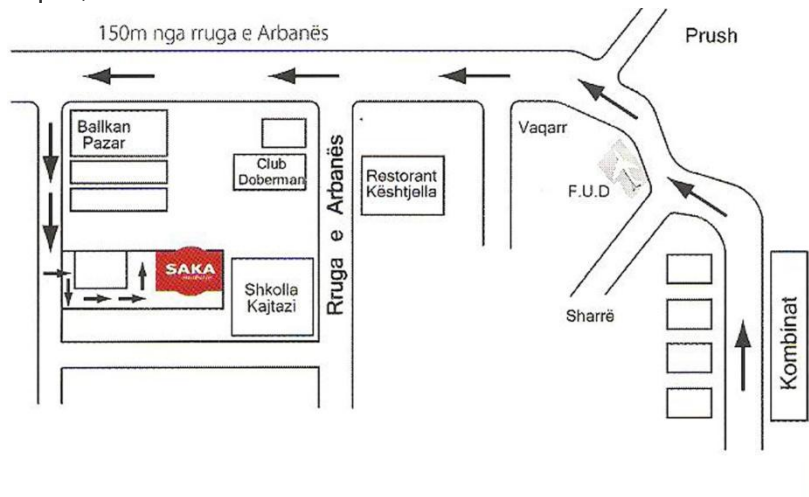 150m nga rruga e Arbanës
Prush
Ballkan
Pazar
Club
Doberman
Vaqarr
Restorant
Kështjella
F.U.D
Rruga e Arbanës
SAKA
Shkolla
Kajtazi
Sharrë
Kombinat